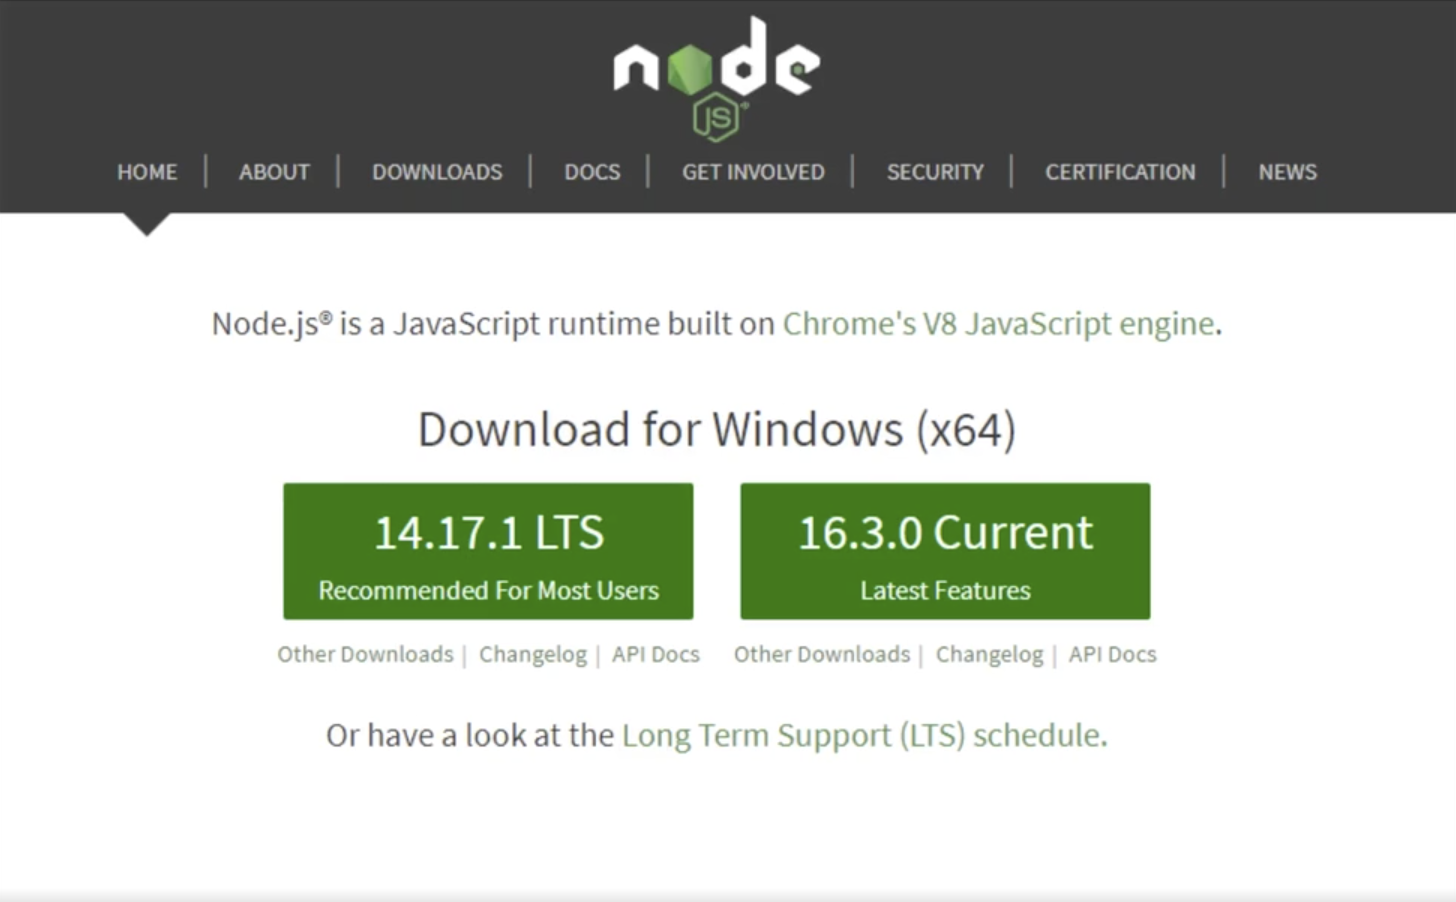 node
JS®
HOME | ABOUT | DOWNLOADS | DOCS | GET INVOLVED | SECURITY | CERTIFICATION | NEWS
Node.js® is a JavaScript runtime built on Chrome's V8 JavaScript engine.
Download for Windows (x64)
14.17.1 LTS
Recommended For Most Users
Other Downloads | Changelog | API Docs
16.3.0 Current
Latest Features
Other Downloads | Changelog | API Docs
Or have a look at the Long Term Support (LTS) schedule.